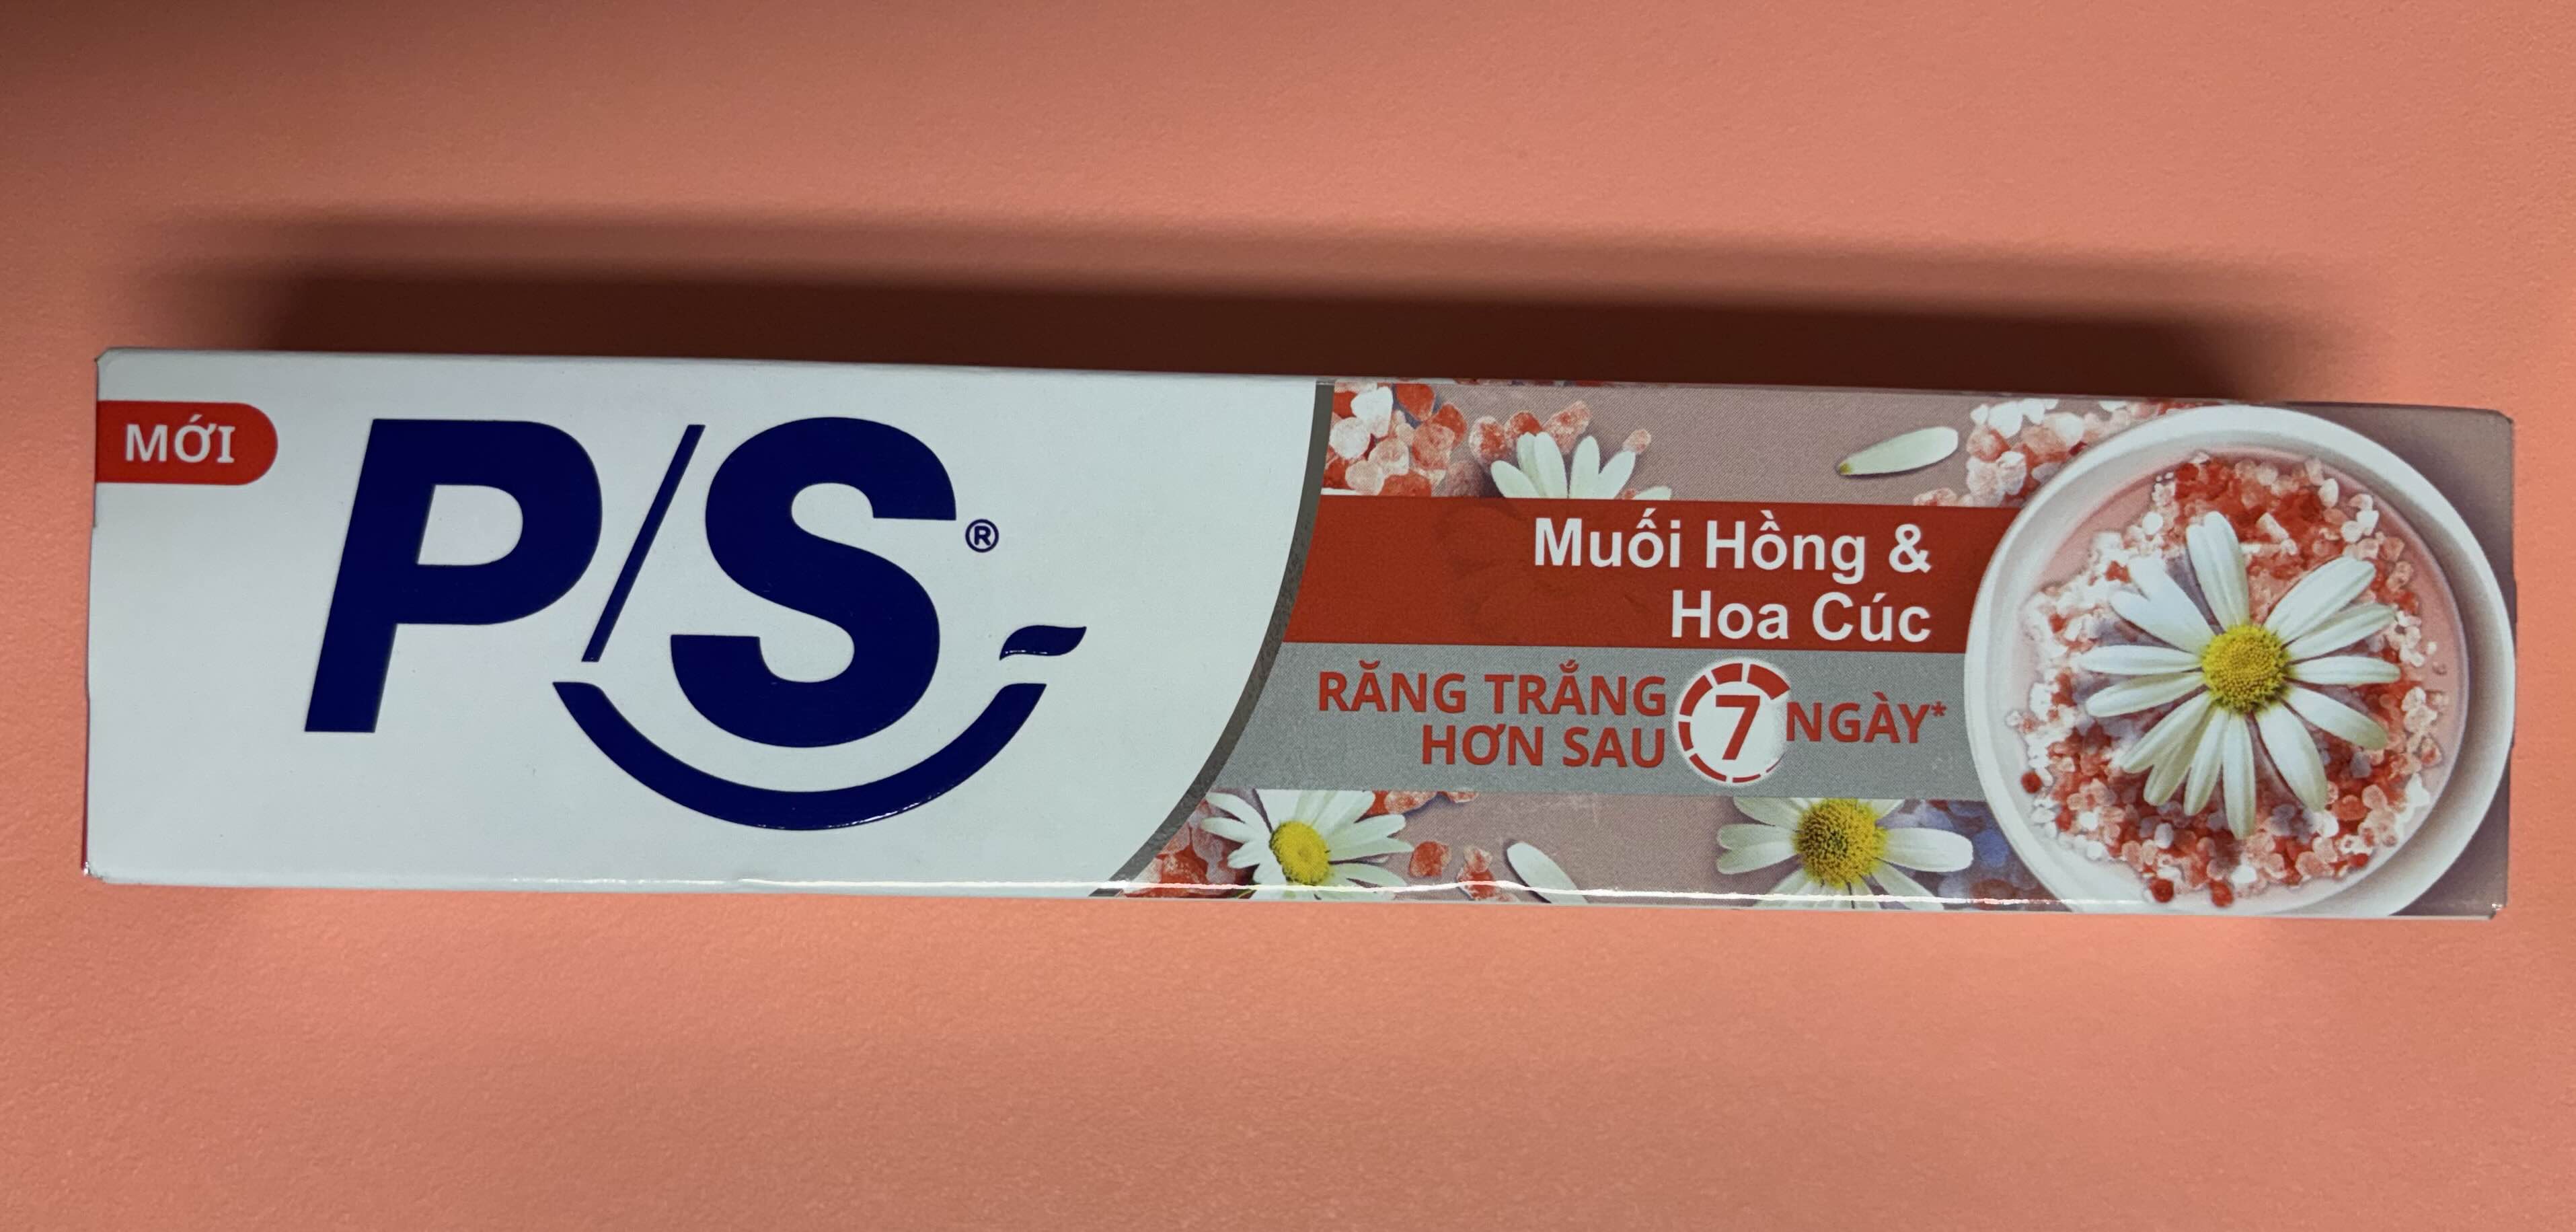 MỚI
P/S®
Muối Hồng &
Hoa Cúc
RĂNG TRẮNG
HƠN SAU
7
NGÀY*